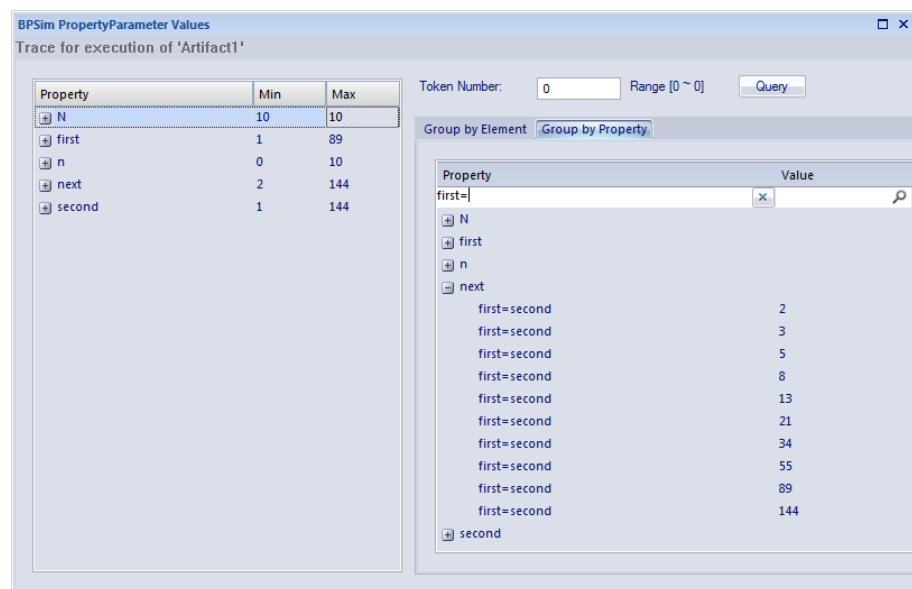 BPSim PropertyParameter Values
Trace for execution of 'Artifact1'
Property Min Max
N 10 10
first 1 89
n 0 10
next 2 144
second 1 144
Token Number: 0 Range [0 ~ 0] Query
Group by Element Group by Property
Property Value
first=
N
first
n
next
first=second 2
first=second 3
first=second 5
first=second 8
first=second 13
first=second 21
first=second 34
first=second 55
first=second 89
first=second 144
second